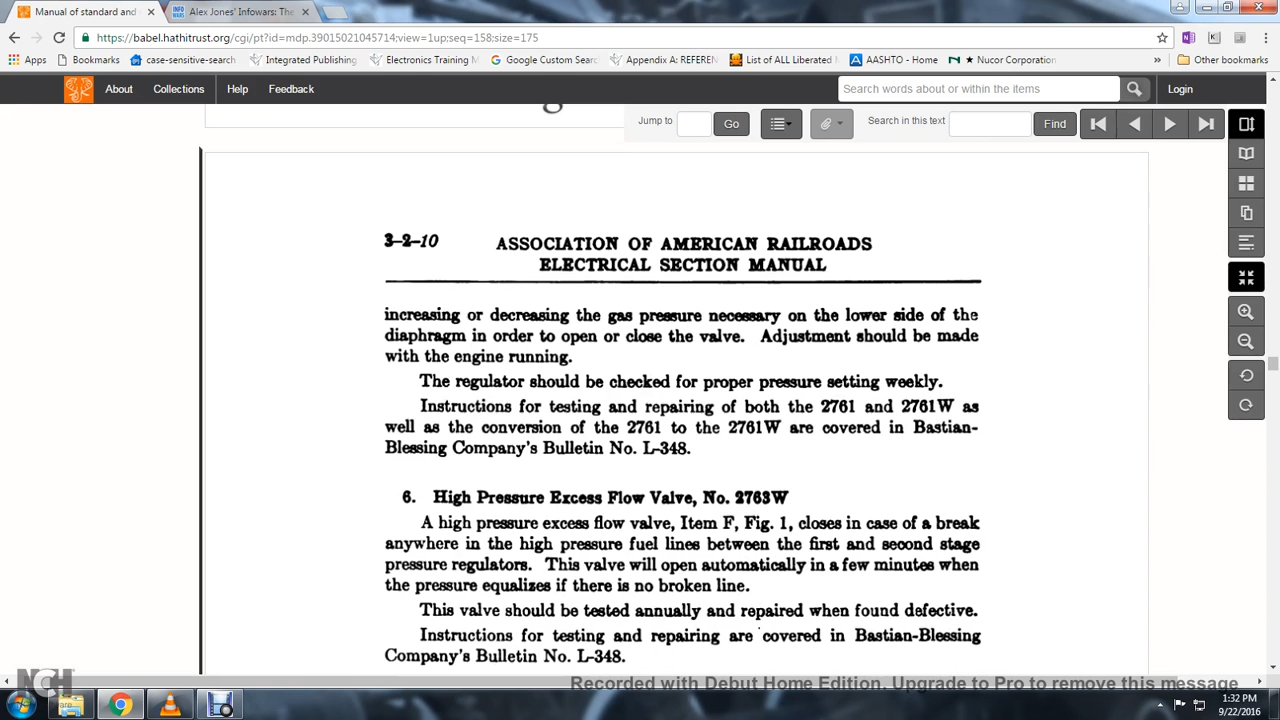 Manual of standard and
Alex Jones' Infowars: The
https://babel.hathitrust.org/cgi/pt?id=mdp.39015021045714;view=1up;seq=158;size=175
Apps
Bookmarks
case-sensitive-search
Integrated Publishing
Electronics Training M
Google Custom Searc
Appendix A: REFEREN
List of ALL Liberated
AASHTO - Home
Nucor Corporation
»
Other bookmarks
About
Collections
Help
Feedback
Search words about or within the items
Login
Jump to
Go
Search in this text
Find
3-2-10
ASSOCIATION OF AMERICAN RAILROADS
ELECTRICAL SECTION MANUAL
increasing or decreasing the gas pressure necessary on the lower side of the
diaphragm in order to open or close the valve. Adjustment should be made
with the engine running.
The regulator should be checked for proper pressure setting weekly.
Instructions for testing and repairing of both the 2761 and 2761W as
well as the conversion of the 2761 to the 2761W are covered in Bastian-
Blessing Company's Bulletin No. L-348.
6. High Pressure Excess Flow Valve, No. 2763W
A high pressure excess flow valve, Item F, Fig. 1, closes in case of a break
anywhere in the high pressure fuel lines between the first and second stage
pressure regulators. This valve will open automatically in a few minutes when
the pressure equalizes if there is no broken line.
This valve should be tested annually and repaired when found defective.
Instructions for testing and repairing are covered in Bastian-Blessing
Company's Bulletin No. L-348.
NCH
Recorded with Debut Home Edition. Upgrade to Pro to remove this message
1:32 PM
9/22/2016